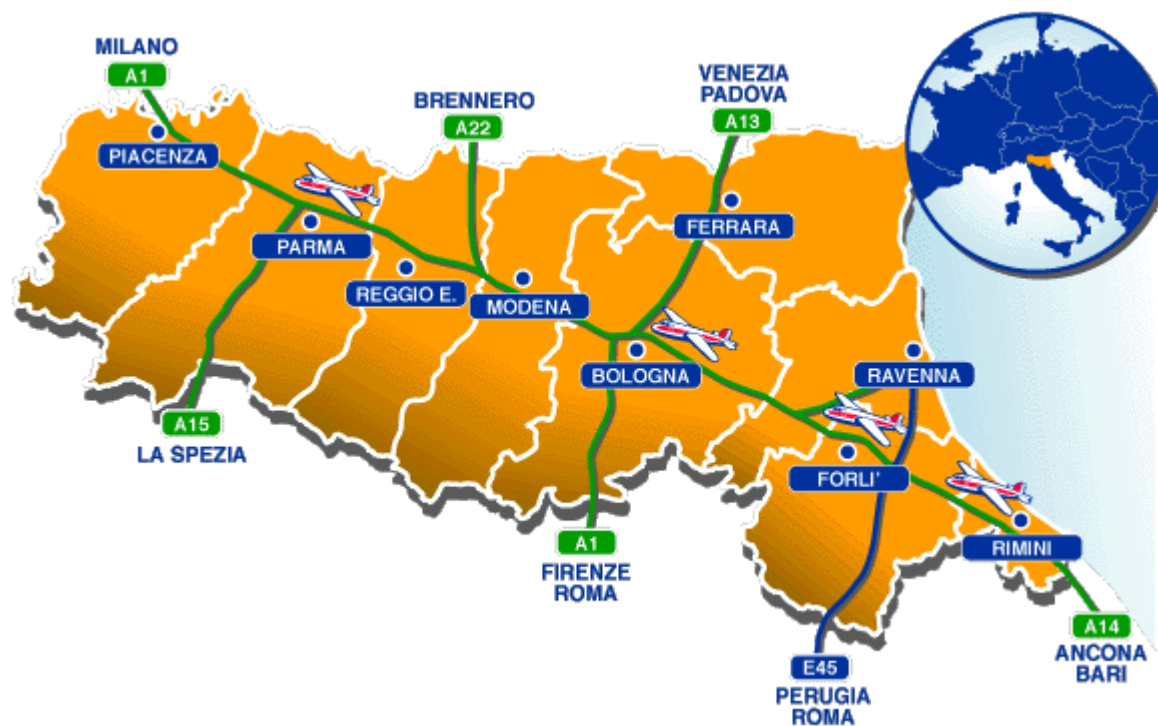 MILANO
A1
BRENNERO
A22
VENEZIA
PADOVA
A13
PIACENZA
PARMA
REGGIO E.
MODENA
FERRARA
BOLOGNA
RAVENNA
A15
LA SPEZIA
FORLI'
RIMINI
A1
FIRENZE
ROMA
A14
ANCONA
BARI
E45
PERUGIA
ROMA